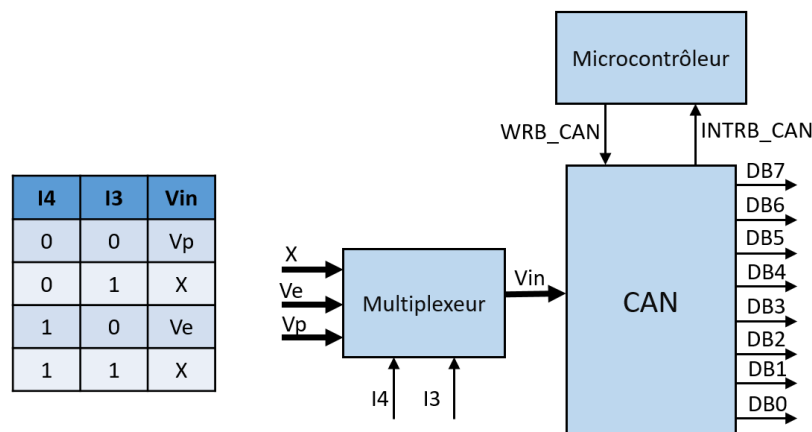 Microcontrôleur
WRB_CAN
INTRB_CAN
I4 I3 Vin
0 0 Vp
0 1 X
1 0 Ve
1 1 X
X
Ve
Vp
Multiplexeur
I4
I3
Vin
CAN
DB7
DB6
DB5
DB4
DB3
DB2
DB1
DB0